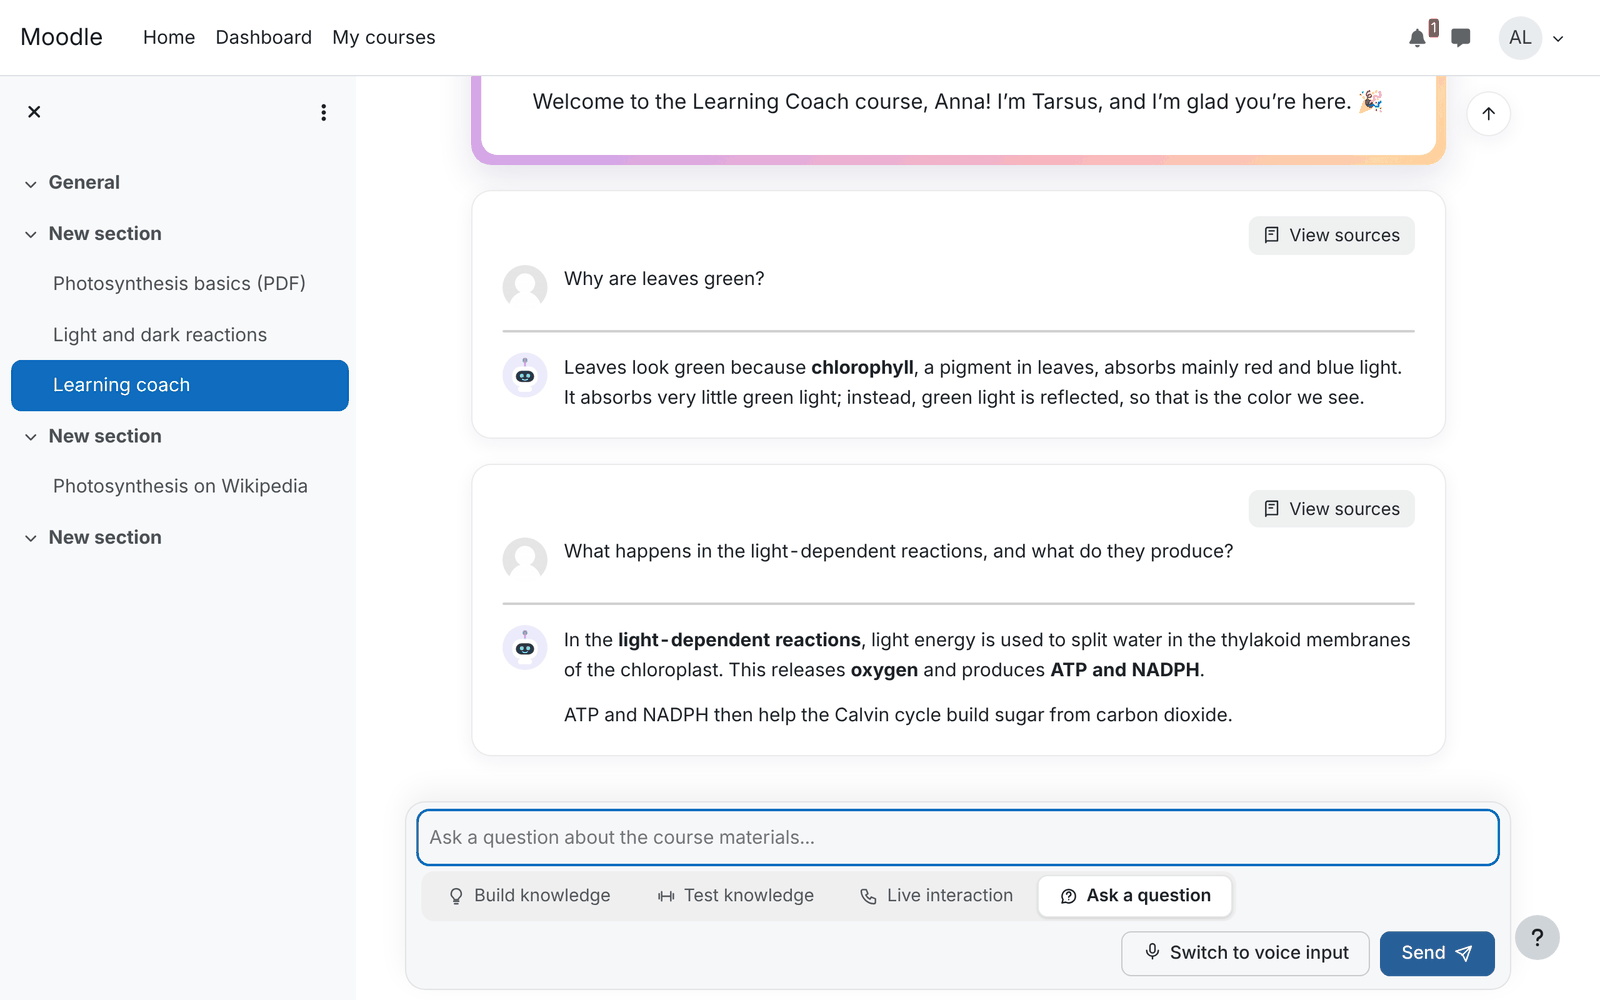 Moodle Home Dashboard My courses 1 AL
General
New section
Photosynthesis basics (PDF)
Light and dark reactions
Learning coach
New section
Photosynthesis on Wikipedia
New section
Welcome to the Learning Coach course, Anna! I'm Tarsus, and I'm glad you're here. 🎉
View sources
Why are leaves green?
Leaves look green because chlorophyll, a pigment in leaves, absorbs mainly red and blue light.
It absorbs very little green light; instead, green light is reflected, so that is the color we see.
View sources
What happens in the light-dependent reactions, and what do they produce?
In the light-dependent reactions, light energy is used to split water in the thylakoid membranes
of the chloroplast. This releases oxygen and produces ATP and NADPH.
ATP and NADPH then help the Calvin cycle build sugar from carbon dioxide.
Ask a question about the course materials...
Build knowledge Test knowledge Live interaction Ask a question
Switch to voice input Send
?